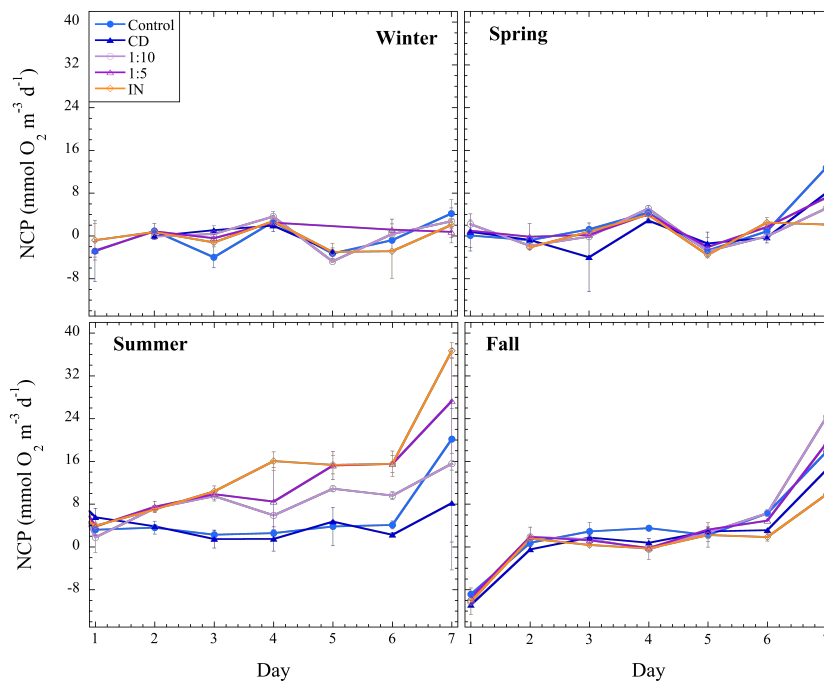 Control
CD
1:10
1:5
IN
Winter
Spring
40
32
24
16
8
0
-8
NCP (mmol O2 m-3 d-1)
Summer
Fall
40
32
24
16
8
0
-8
NCP (mmol O2 m-3 d-1)
1 2 3 4 5 6 7
1 2 3 4 5 6
Day
Day